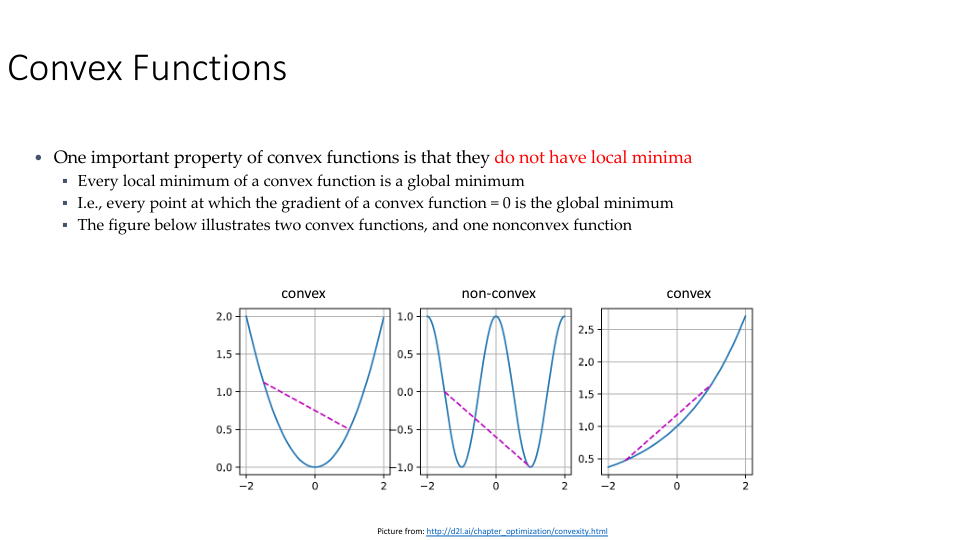 Convex Functions
• One important property of convex functions is that they do not have local minima
▪ Every local minimum of a convex function is a global minimum
▪ I.e., every point at which the gradient of a convex function = 0 is the global minimum
▪ The figure below illustrates two convex functions, and one nonconvex function
convex
2.0
1.5
1.0
0.5
0.0
−2 0 2
non-convex
1.0
0.5
0.0
−0.5
−1.0
−2 0 2
convex
2.5
2.0
1.5
1.0
0.5
−2 0 2
Picture from: http://d2l.ai/chapter_optimization/convexity.html